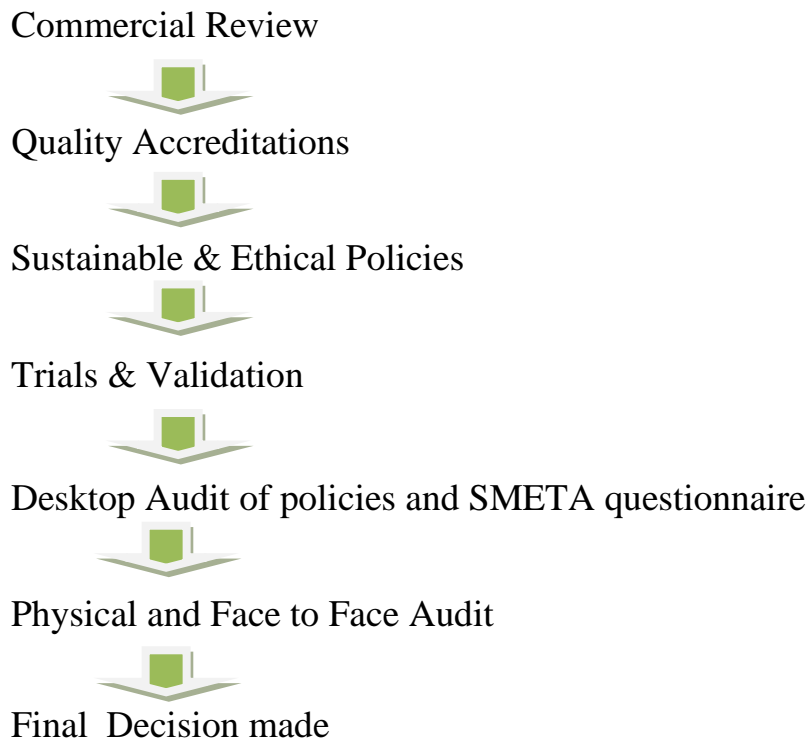 Commercial Review
Quality Accreditations
Sustainable & Ethical Policies
Trials & Validation
Desktop Audit of policies and SMETA questionnaire
Physical and Face to Face Audit
Final  Decision made